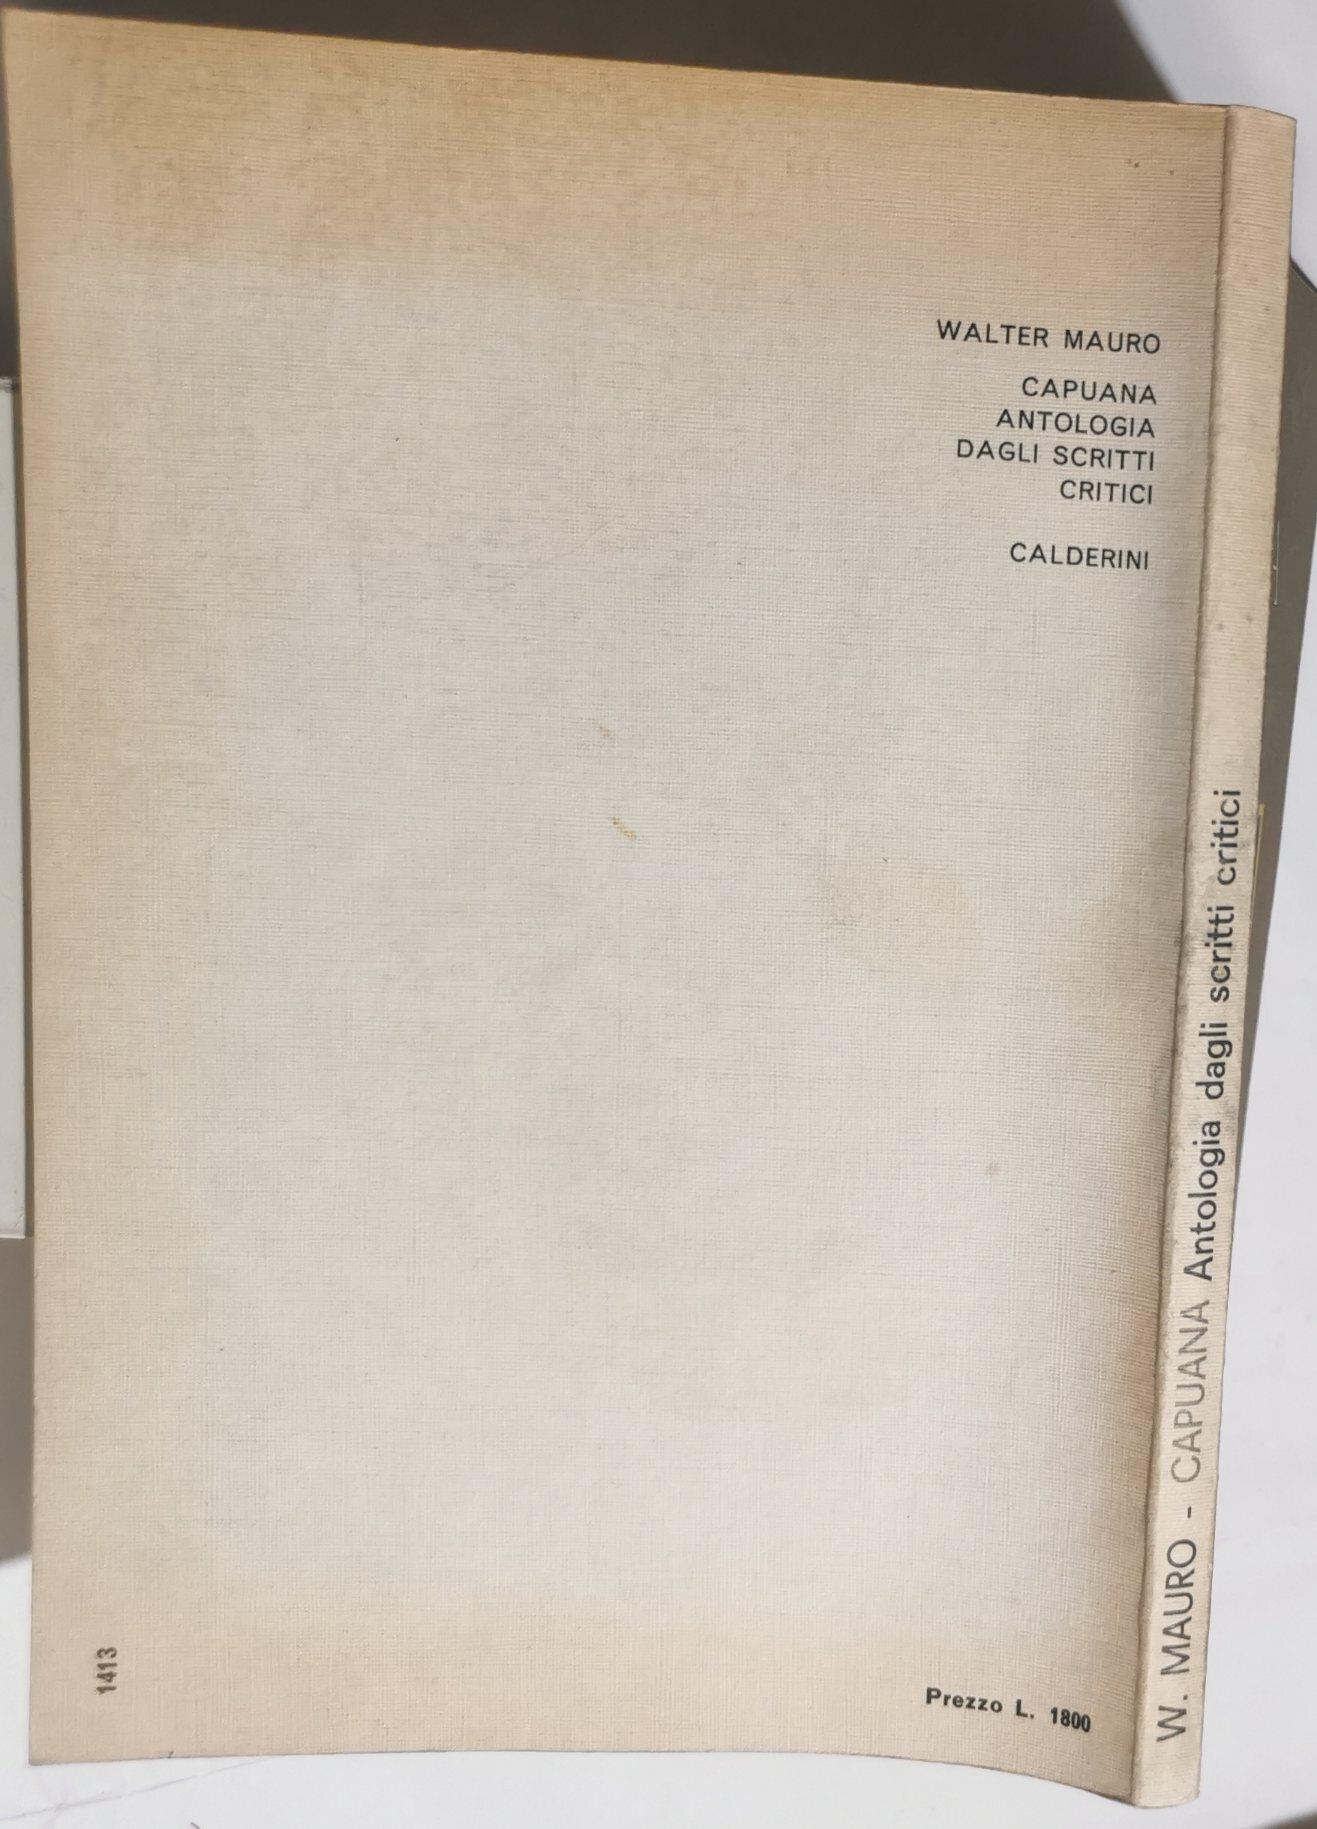 WALTER MAURO
CAPUANA
ANTOLOGIA
DAGLI SCRITTI
CRITICI
CALDERINI
1413
Prezzo L. 1800
W. MAURO - CAPUANA Antologia dagli scritti critici